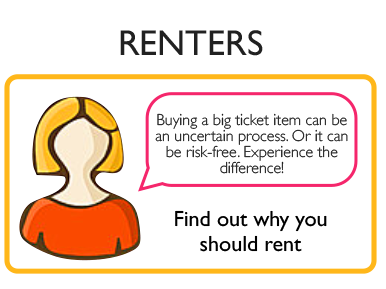 RENTERS
Buying a big ticket item can be
an uncertain process. Or it can
be risk-free. Experience the
difference!
Find out why you
should rent